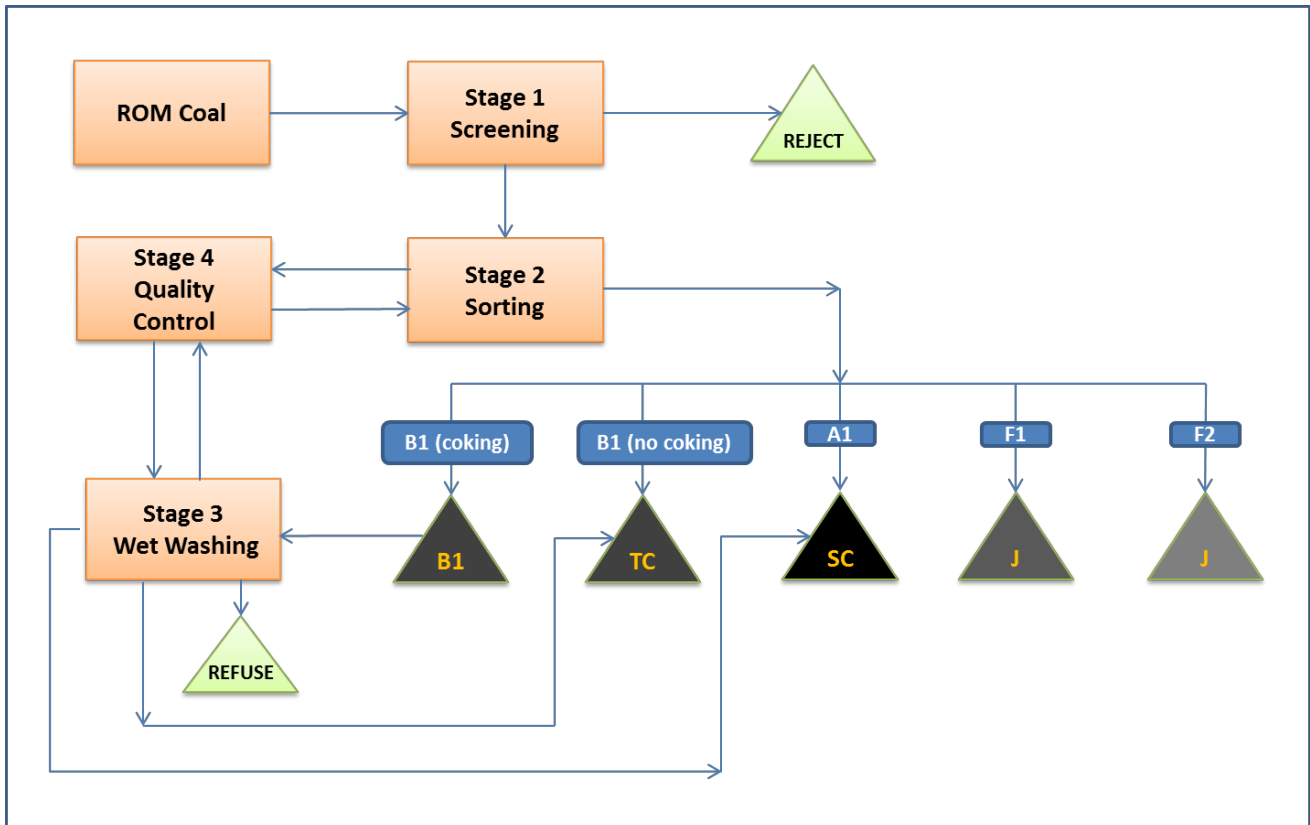 ROM Coal
Stage 1
Screening
REJECT
Stage 4
Quality
Control
Stage 2
Sorting
B1 (coking)
B1 (no coking)
A1
F1
F2
Stage 3
Wet Washing
B1
TC
SC
J
J
REFUSE